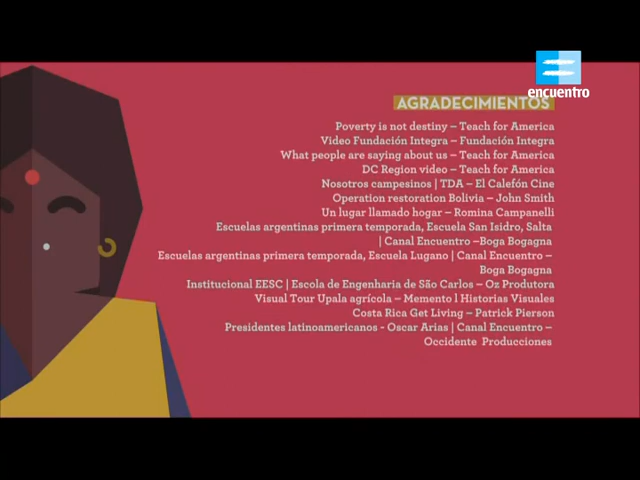 encuentro
AGRADECIMIENTOS
Poverty is not destiny – Teach for America
Video Fundación Integra – Fundación Integra
What people are saying about us – Teach for America
DC Region video – Teach for America
Nosotros campesinos | TDA – El Calefón Cine
Operation restoration Bolivia – John Smith
Un lugar llamado hogar – Romina Campanelli
Escuelas argentinas primera temporada, Escuela San Isidro, Salta
| Canal Encuentro –Boga Bogagna
Escuelas argentinas primera temporada, Escuela Lugano | Canal Encuentro –
Boga Bogagna
Institucional EESC | Escola de Engenharia de São Carlos – Oz Produtora
Visual Tour Upala agrícola – Memento l Historias Visuales
Costa Rica Get Living – Patrick Pierson
Presidentes latinoamericanos - Oscar Arias | Canal Encuentro –
Occidente Producciones